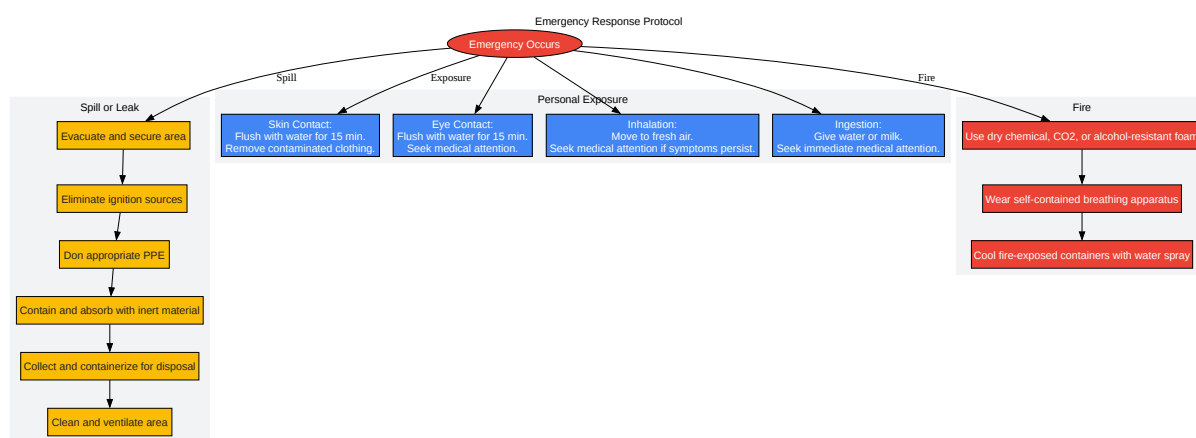 Emergency Response Protocol
Emergency Occurs
Spill
Exposure
Fire
Spill or Leak
Evacuate and secure area
Eliminate ignition sources
Don appropriate PPE
Contain and absorb with inert material
Collect and containerize for disposal
Clean and ventilate area
Personal Exposure
Skin Contact:
Flush with water for 15 min.
Remove contaminated clothing.
Eye Contact:
Flush with water for 15 min.
Seek medical attention.
Inhalation:
Move to fresh air.
Seek medical attention if symptoms persist.
Ingestion:
Give water or milk.
Seek immediate medical attention.
Fire
Use dry chemical, CO2, or alcohol-resistant foam
Wear self-contained breathing apparatus
Cool fire-exposed containers with water spray